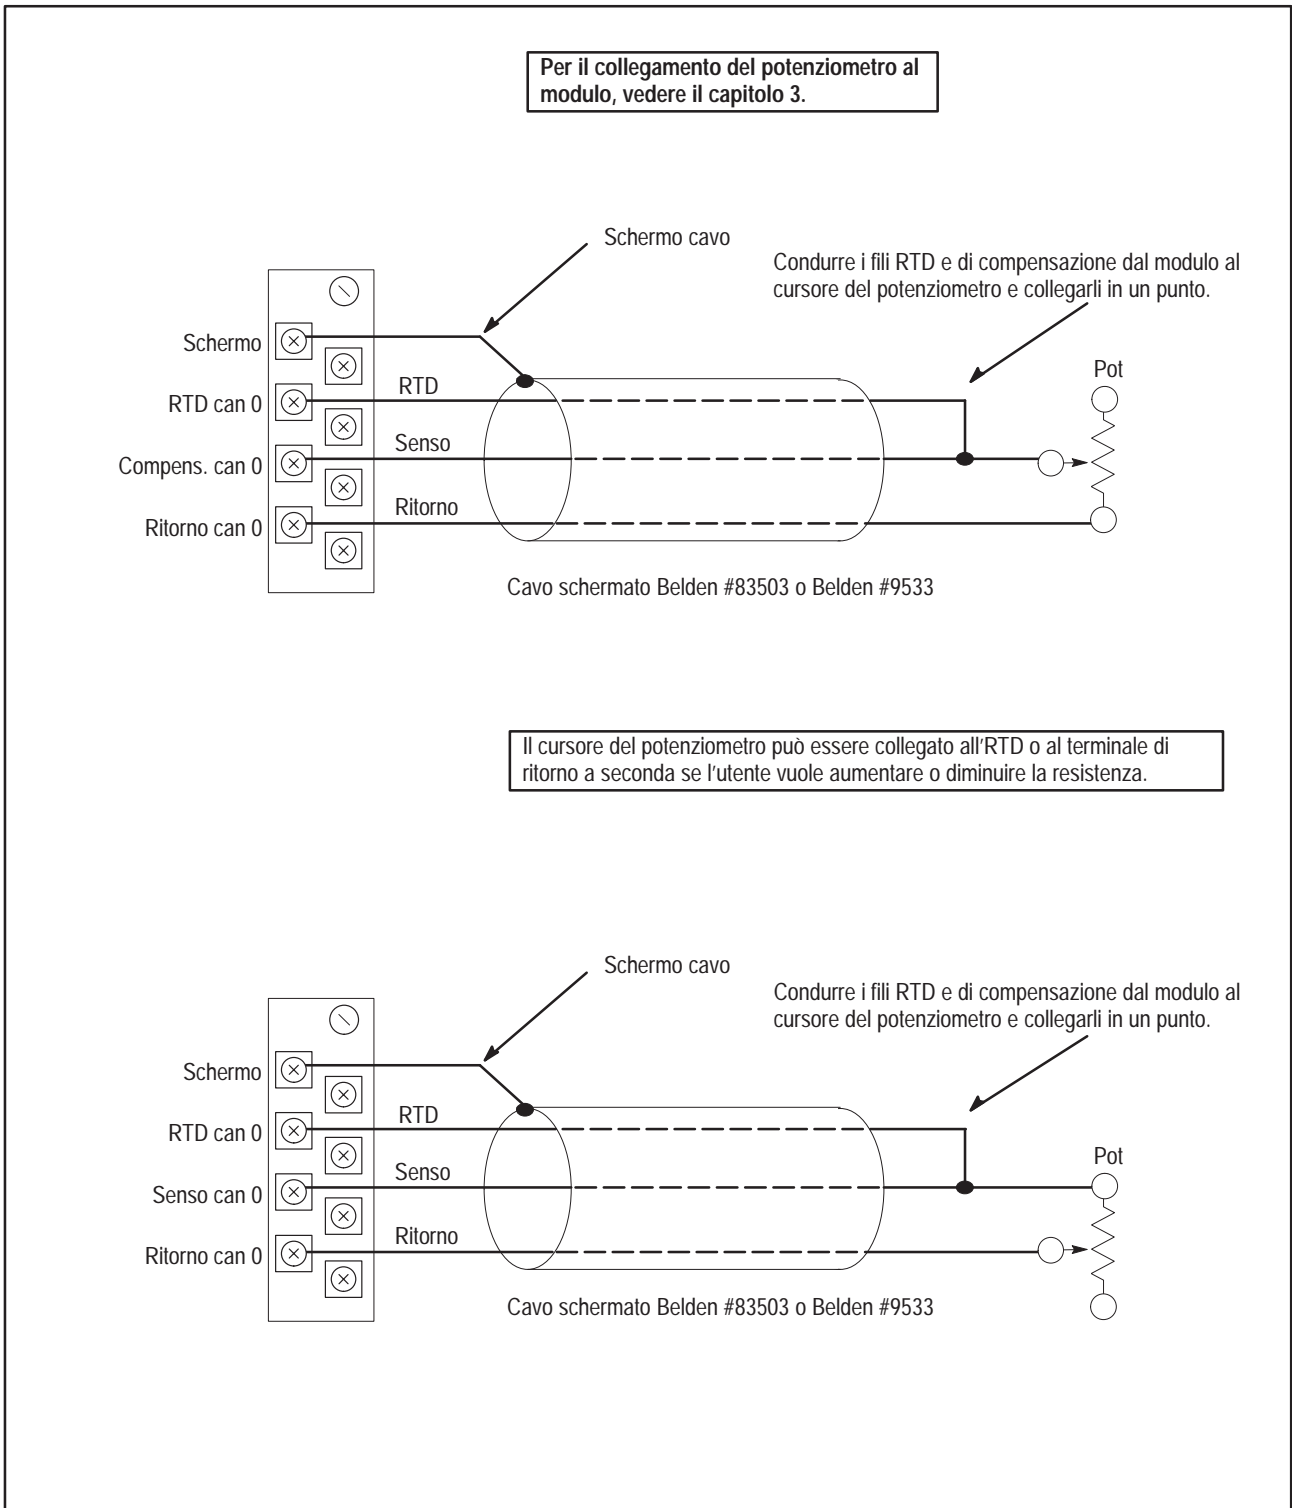 Per il collegamento del potenziometro al
modulo, vedere il capitolo 3.
Schermo cavo
Condurre i fili RTD e di compensazione dal modulo al
cursore del potenziometro e collegarli in un punto.
Schermo
Pot
RTD
RTD can 0
Senso
Compens. can 0
Ritorno
Ritorno can 0
Cavo schermato Belden #83503 o Belden #9533
Il cursore del potenziometro può essere collegato all'RTD o al terminale di
ritorno a seconda se l'utente vuole aumentare o diminuire la resistenza.
Schermo cavo
Condurre i fili RTD e di compensazione dal modulo al
cursore del potenziometro e collegarli in un punto.
Schermo
RTD
RTD can 0
Pot
Senso
Senso can 0
Ritorno
Ritorno can 0
Cavo schermato Belden #83503 o Belden #9533